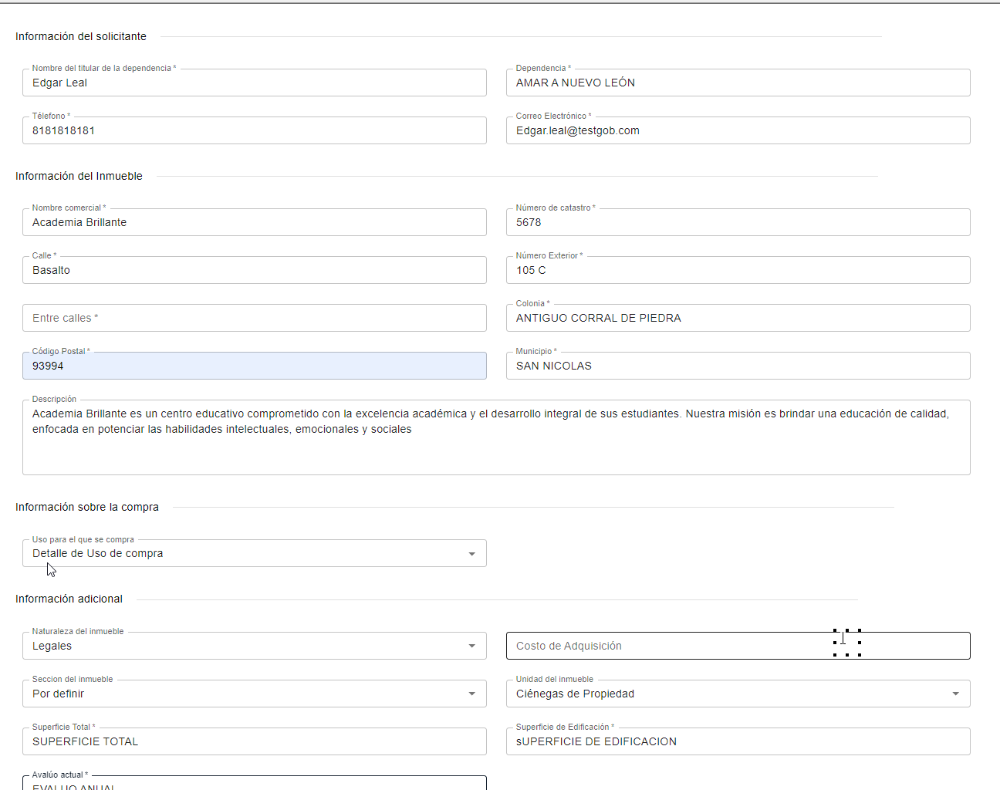 Información del solicitante
Nombre del titular de la dependencia *
Dependencia *
Edgar Leal
AMAR A NUEVO LEÓN
Télefono *
Correo Electrónico *
8181818181
Edgar.leal@testgob.com
Información del Inmueble
Nombre comercial *
Número de catastro *
Academia Brillante
5678
Calle *
Número Exterior *
Basalto
105 C
Colonia *
Entre calles *
ANTIGUO CORRAL DE PIEDRA
Código Postal *
Municipio *
93994
SAN NICOLAS
Descripción
Academia Brillante es un centro educativo comprometido con la excelencia académica y el desarrollo integral de sus estudiantes. Nuestra misión es brindar una educación de calidad,
enfocada en potenciar las habilidades intelectuales, emocionales y sociales
Información sobre la compra
Uso para el que se compra
Detalle de Uso de compra
Información adicional
Naturaleza del inmueble
Legales
Costo de Adquisición
Seccion del inmueble
Unidad del inmueble
Por definir
Ciénegas de Propiedad
Superficie Total *
Superficie de Edificación *
SUPERFICIE TOTAL
sUPERFICIE DE EDIFICACION
Avalúo actual *
EVALUO ANUAL